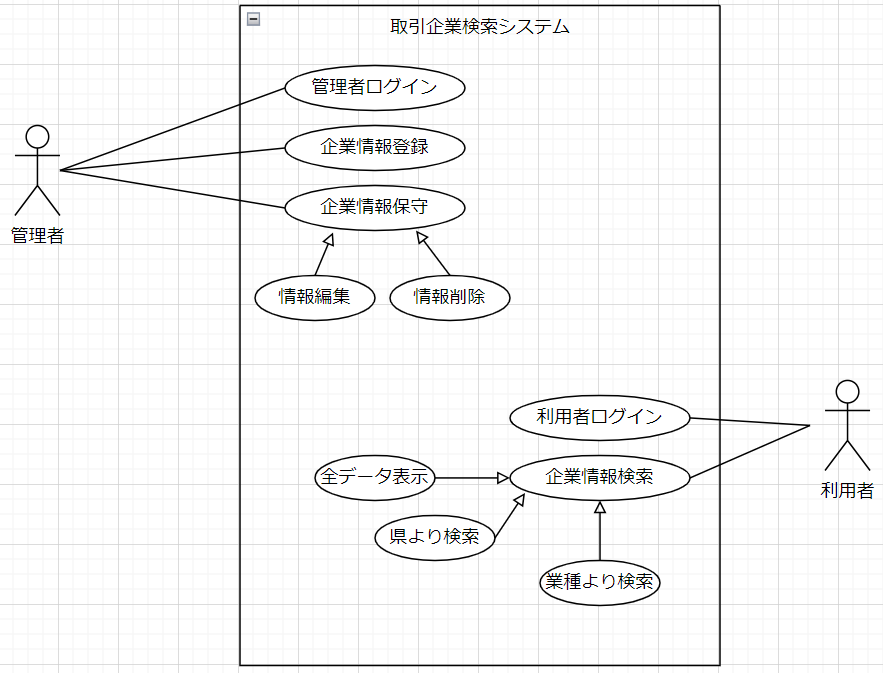 取引企業検索システム
管理者ログイン
企業情報登録
企業情報保守
管理者
情報編集
情報削除
利用者ログイン
全データ表示
企業情報検索
利用者
県より検索
業種より検索